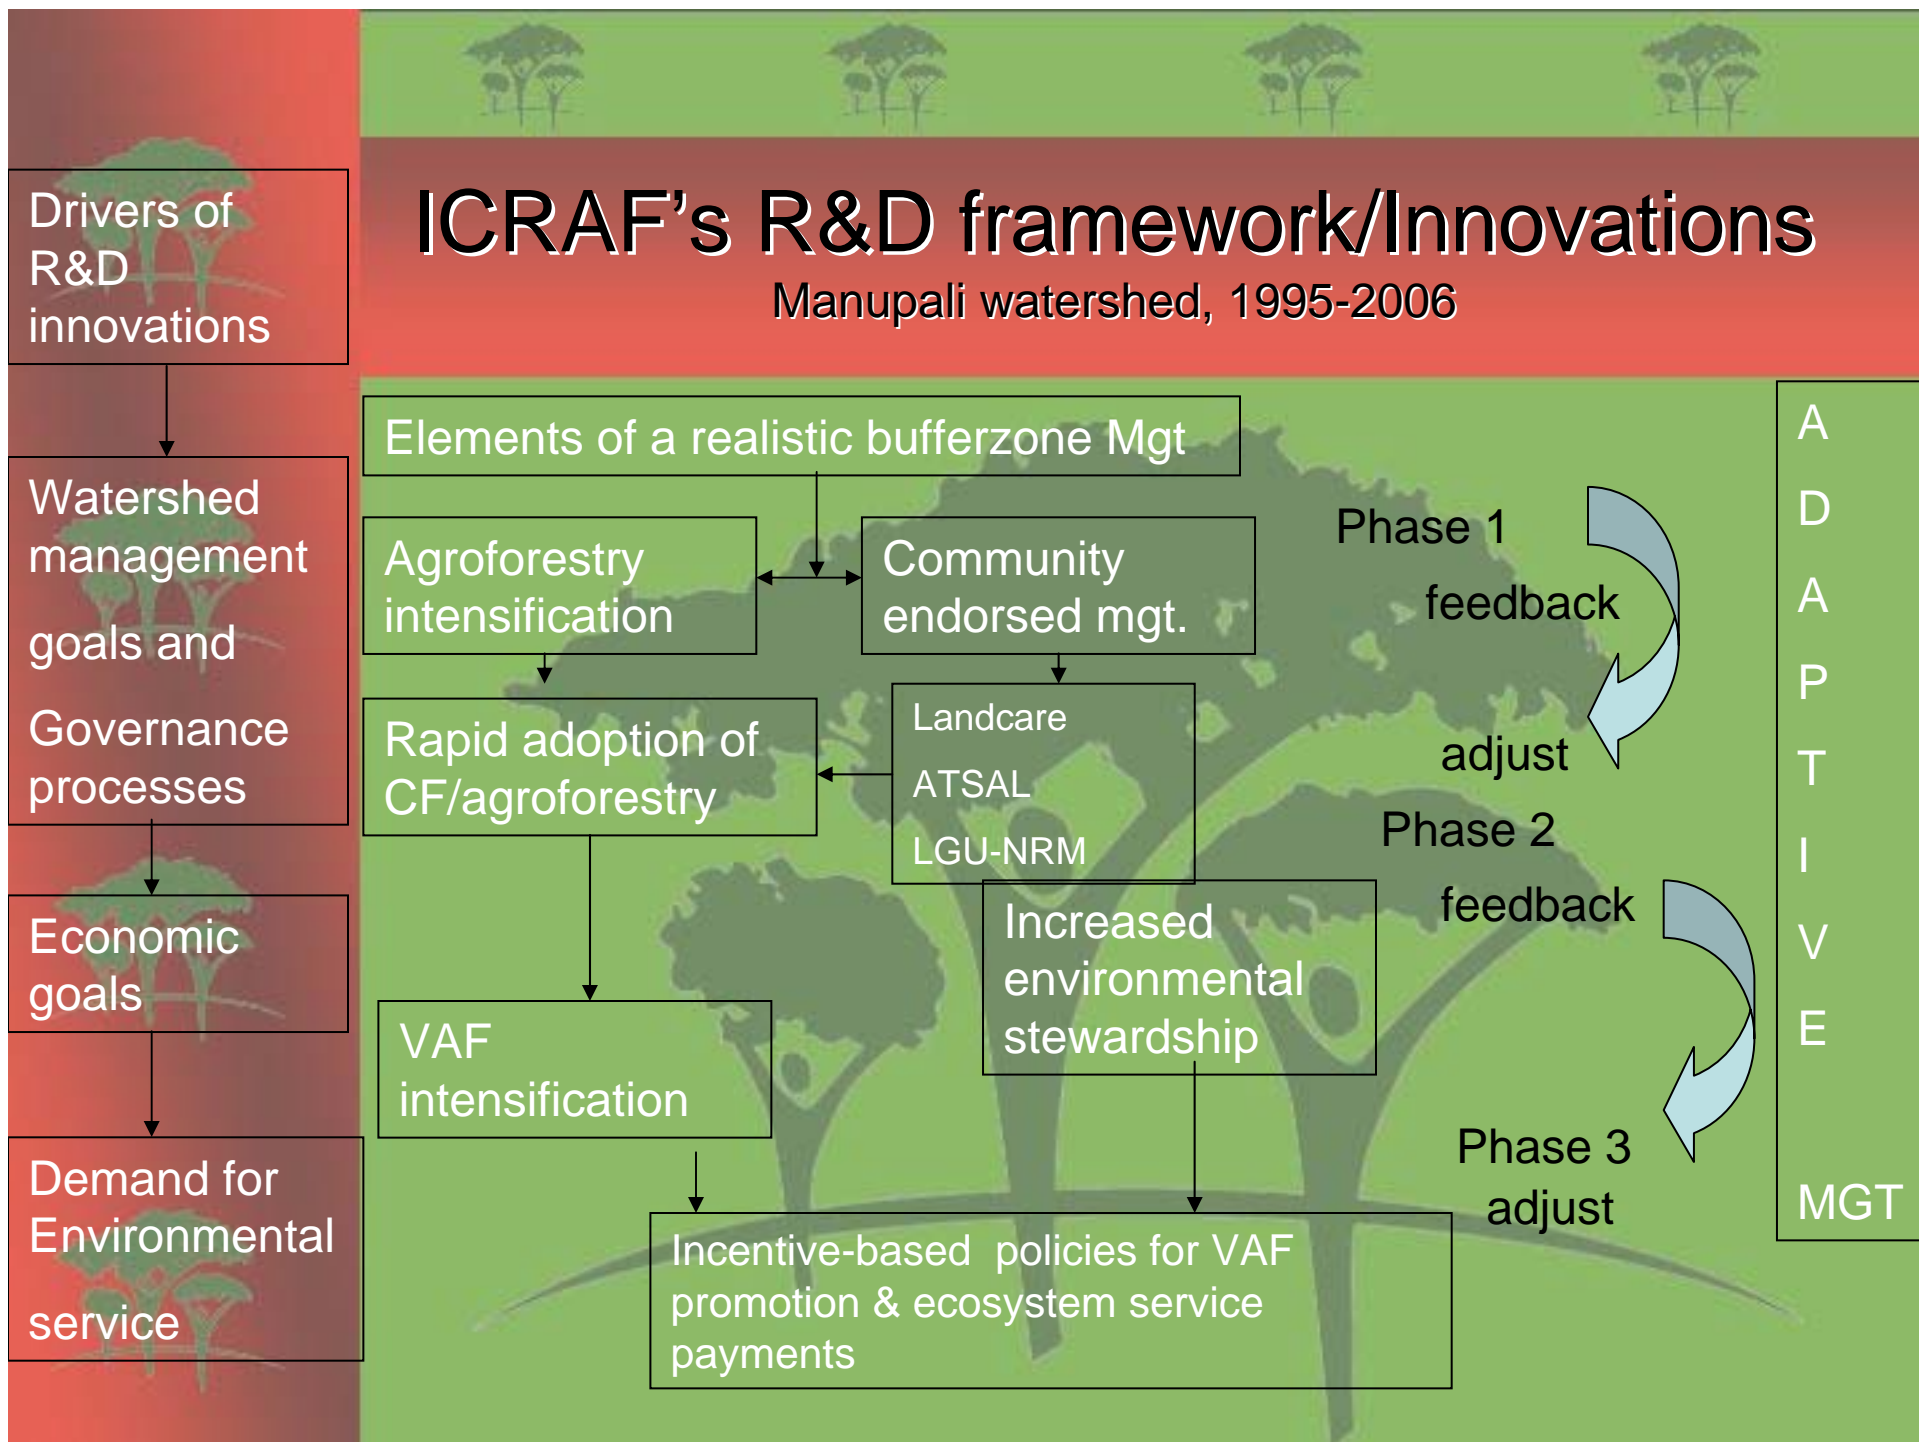 ICRAF's R&D framework/Innovations
Manupali watershed, 1995-2006
Drivers of
R&D
innovations
Watershed
management
goals and
Governance
processes
Economic
goals
Demand for
Environmental
service
Elements of a realistic bufferzone Mgt
Agroforestry
intensification
Community
endorsed mgt.
Rapid adoption of
CF/agroforestry
Landcare
ATSAL
LGU-NRM
Increased
environmental
stewardship
VAF
intensification
Incentive-based  policies for VAF
promotion & ecosystem service
payments
Phase 1
feedback
adjust
Phase 2
feedback
Phase 3
adjust
A
D
A
P
T
I
V
E
MGT